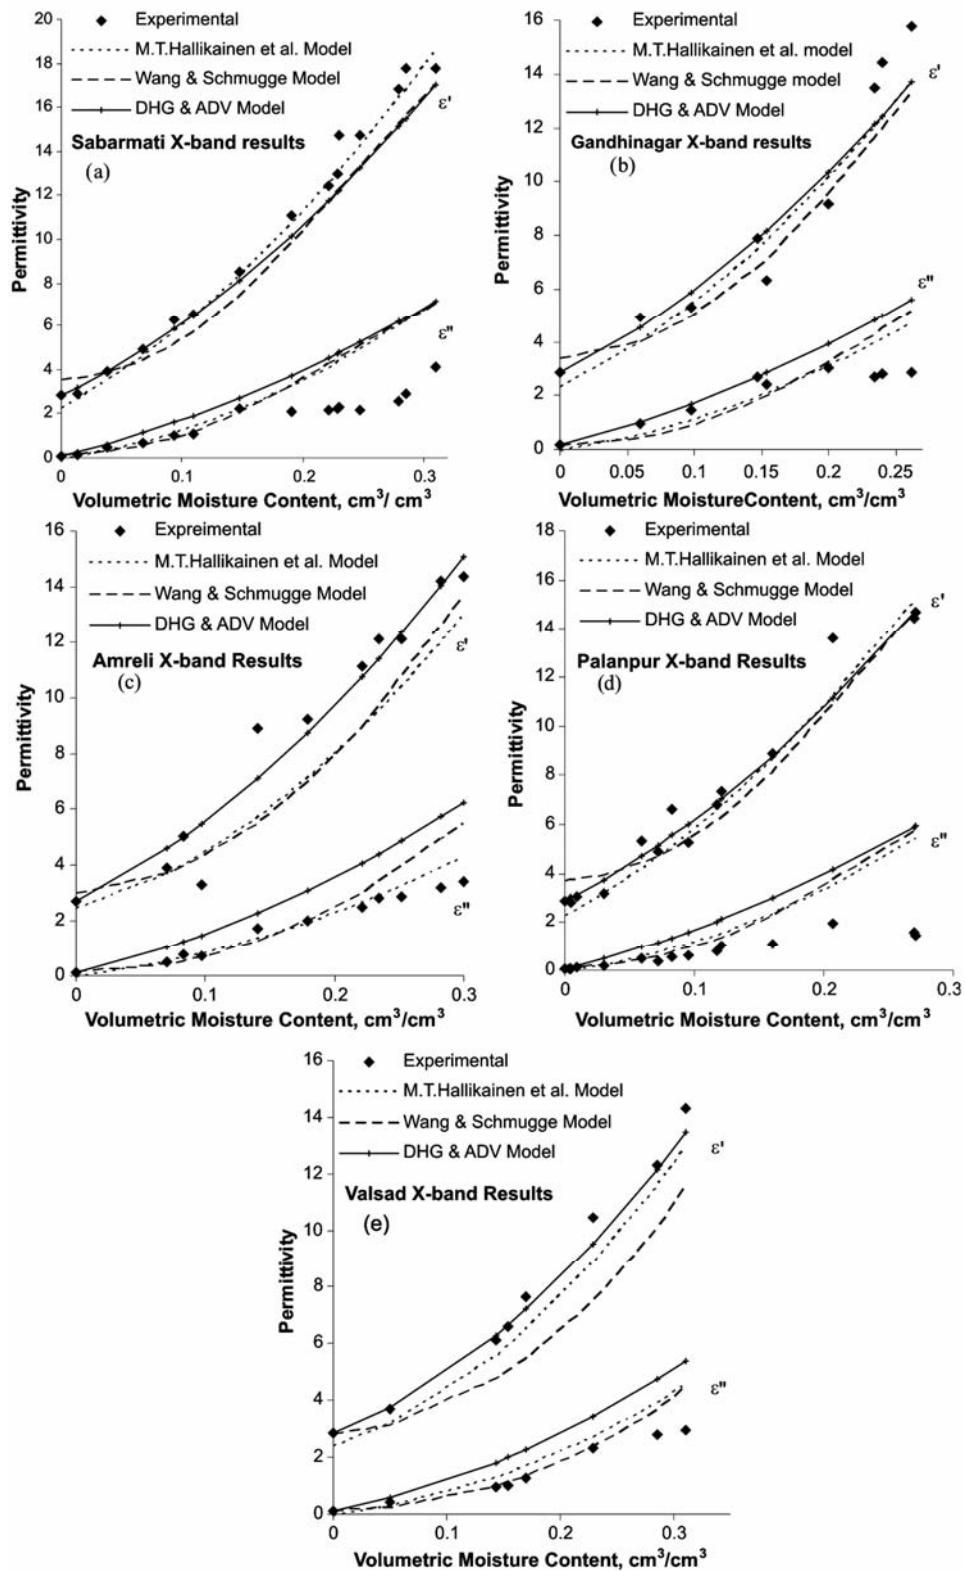 Experimental
M.T.Hallikainen et al. Model
Wang & Schmugge Model
DHG & ADV Model
Sabarmati X-band results
(a)
ε'
ε"
Permittivity
20
18
16
14
12
10
8
6
4
2
0
0
0.1
0.2
0.3
Volumetric Moisture Content, cm³/ cm³
Experimental
M.T.Hallikainen et al. model
Wang & Schmugge model
DHG & ADV Model
Gandhinagar X-band results
(b)
ε'
ε"
Permittivity
16
14
12
10
8
6
4
2
0
0
0.05
0.1
0.15
0.2
0.25
Volumetric MoistureContent, cm³/cm³
Expreimental
M.T.Hallikainen et al. Model
Wang & Schmugge Model
DHG & ADV Model
Amreli X-band Results
(c)
ε'
ε"
Permittivity
16
14
12
10
8
6
4
2
0
0
0.1
0.2
0.3
Volumetric Moisture Content, cm³/cm³
Experimental
M.T.Hallikainen et al. Model
Wang & Schmugge Model
DHG & ADV Model
Palanpur X-band Results
(d)
ε'
ε"
Permittivity
18
16
14
12
10
8
6
4
2
0
0
0.1
0.2
0.3
Volumetric Moisture Content, cm³/cm³
Experimental
M.T.Hallikainen et al. Model
Wang & Schmugge Model
DHG & ADV Model
Valsad X-band Results
(e)
ε'
ε"
Permittivity
16
14
12
10
8
6
4
2
0
0
0.1
0.2
0.3
Volumetric Moisture Content, cm³/cm³